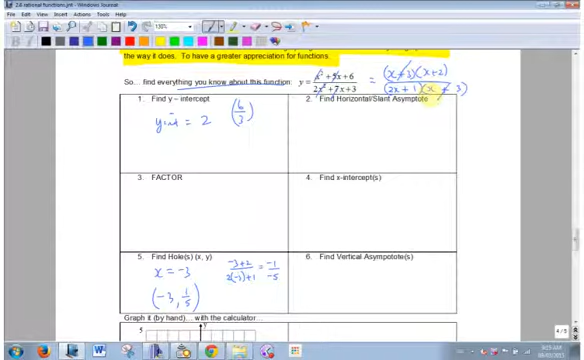 2.6 rational functions.jnt - Windows Journal
File Edit View Insert Actions Tools Help
the way it does. To have a greater appreciation for functions.
So find everything you know about this function: y = x² + 5x + 6 / 2x² + 7x + 3 = (x + 3)(x + 2) / (2x + 1)(x + 3)
1. Find y – intercept
y-int = 2 (6/3)
2. Find Horizontal/Slant Asymptote
3. FACTOR
4. Find x-intercept(s)
5. Find Hole(s) (x, y)
x = -3
-3+2 / 2(-3)+1 = -1 / -5
(-3, 1/5)
6. Find Vertical Asympotote(s)
Graph it (by hand)… with the calculator…
5
y
4 / 5